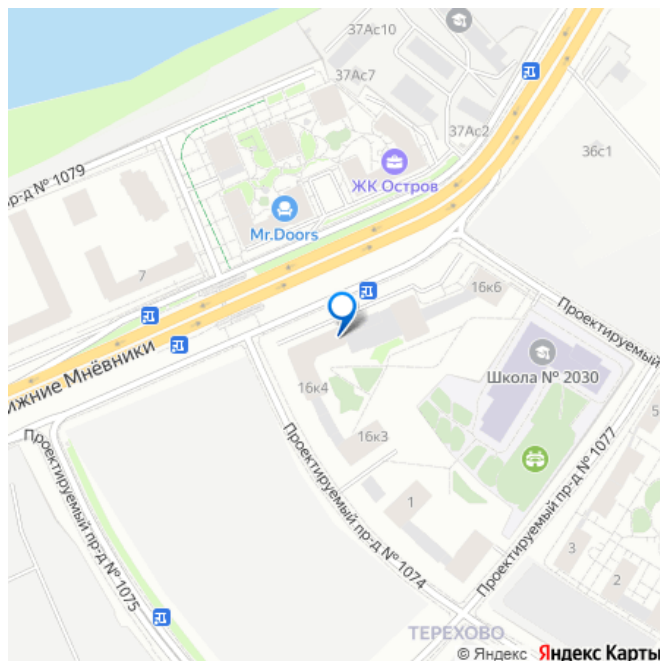 37Ас10
37Ас7
37Ас2
36с1
ЖК Остров
Mr.Doors
р-д № 1079
7
16к6
Проектируемый
ижние Мнёвники
Школа № 2030
16к4
16к3
Проектируемый пр-д № 1077
5
Проектируемый пр-д № 1075
Проектируемый пр-д № 1074
1
3
2
ТЕРЕХОВО
© Яндекс Яндекс Карты